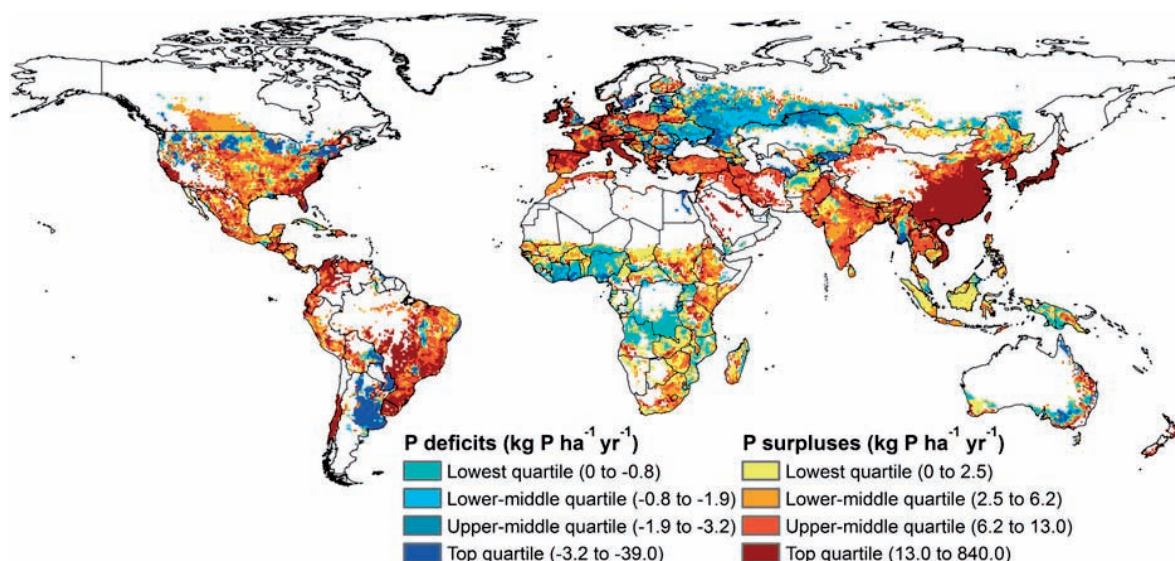 P deficits (kg P ha⁻¹ yr⁻¹)
Lowest quartile (0 to -0.8)
Lower-middle quartile (-0.8 to -1.9)
Upper-middle quartile (-1.9 to -3.2)
Top quartile (-3.2 to -39.0)
P surpluses (kg P ha⁻¹ yr⁻¹)
Lowest quartile (0 to 2.5)
Lower-middle quartile (2.5 to 6.2)
Upper-middle quartile (6.2 to 13.0)
Top quartile (13.0 to 840.0)